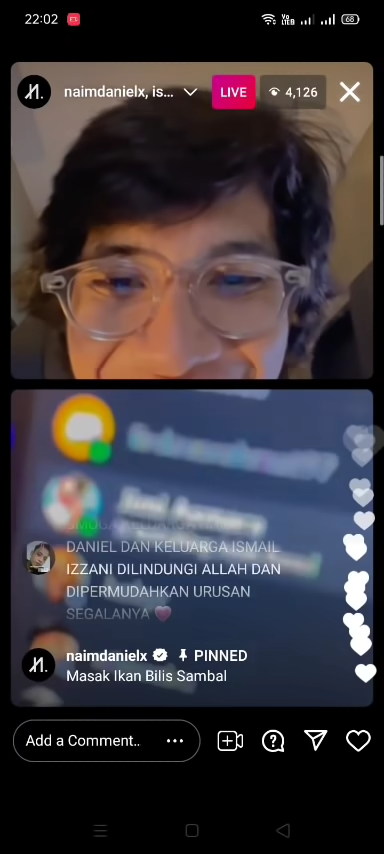 22:02
68
naimdanielx, is...
LIVE
4,126
DANIEL DAN KELUARGA ISMAIL
IZZANI DILINDUNGI ALLAH DAN
DIPERMUDAHKAN URUSAN
SEGALANYA
naimdanielx PINNED
Masak Ikan Bilis Sambal
Add a Comment..